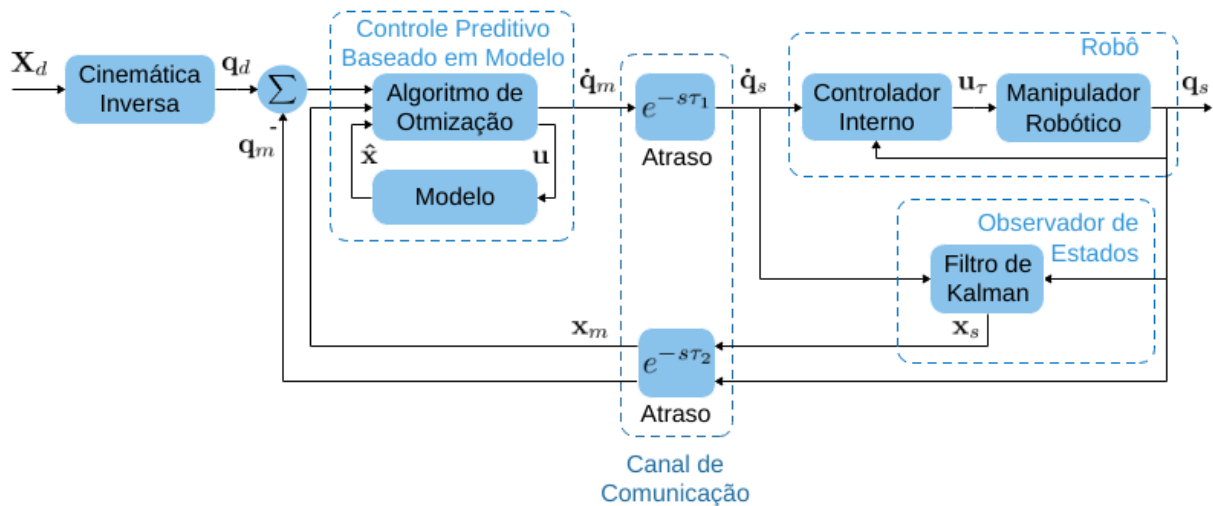 Controle Preditivo
Baseado em Modelo
Robô
X_d
Cinemática
Inversa
q_d
∑
-
q_m
Algoritmo de
Otmização
x̂
u
Modelo
q̇_m
e^{-sτ_1}
Atraso
q̇_s
Controlador
Interno
u_τ
Manipulador
Robótico
q_s
Observador de
Estados
Filtro de
Kalman
x_s
x_m
e^{-sτ_2}
Atraso
Canal de
Comunicação